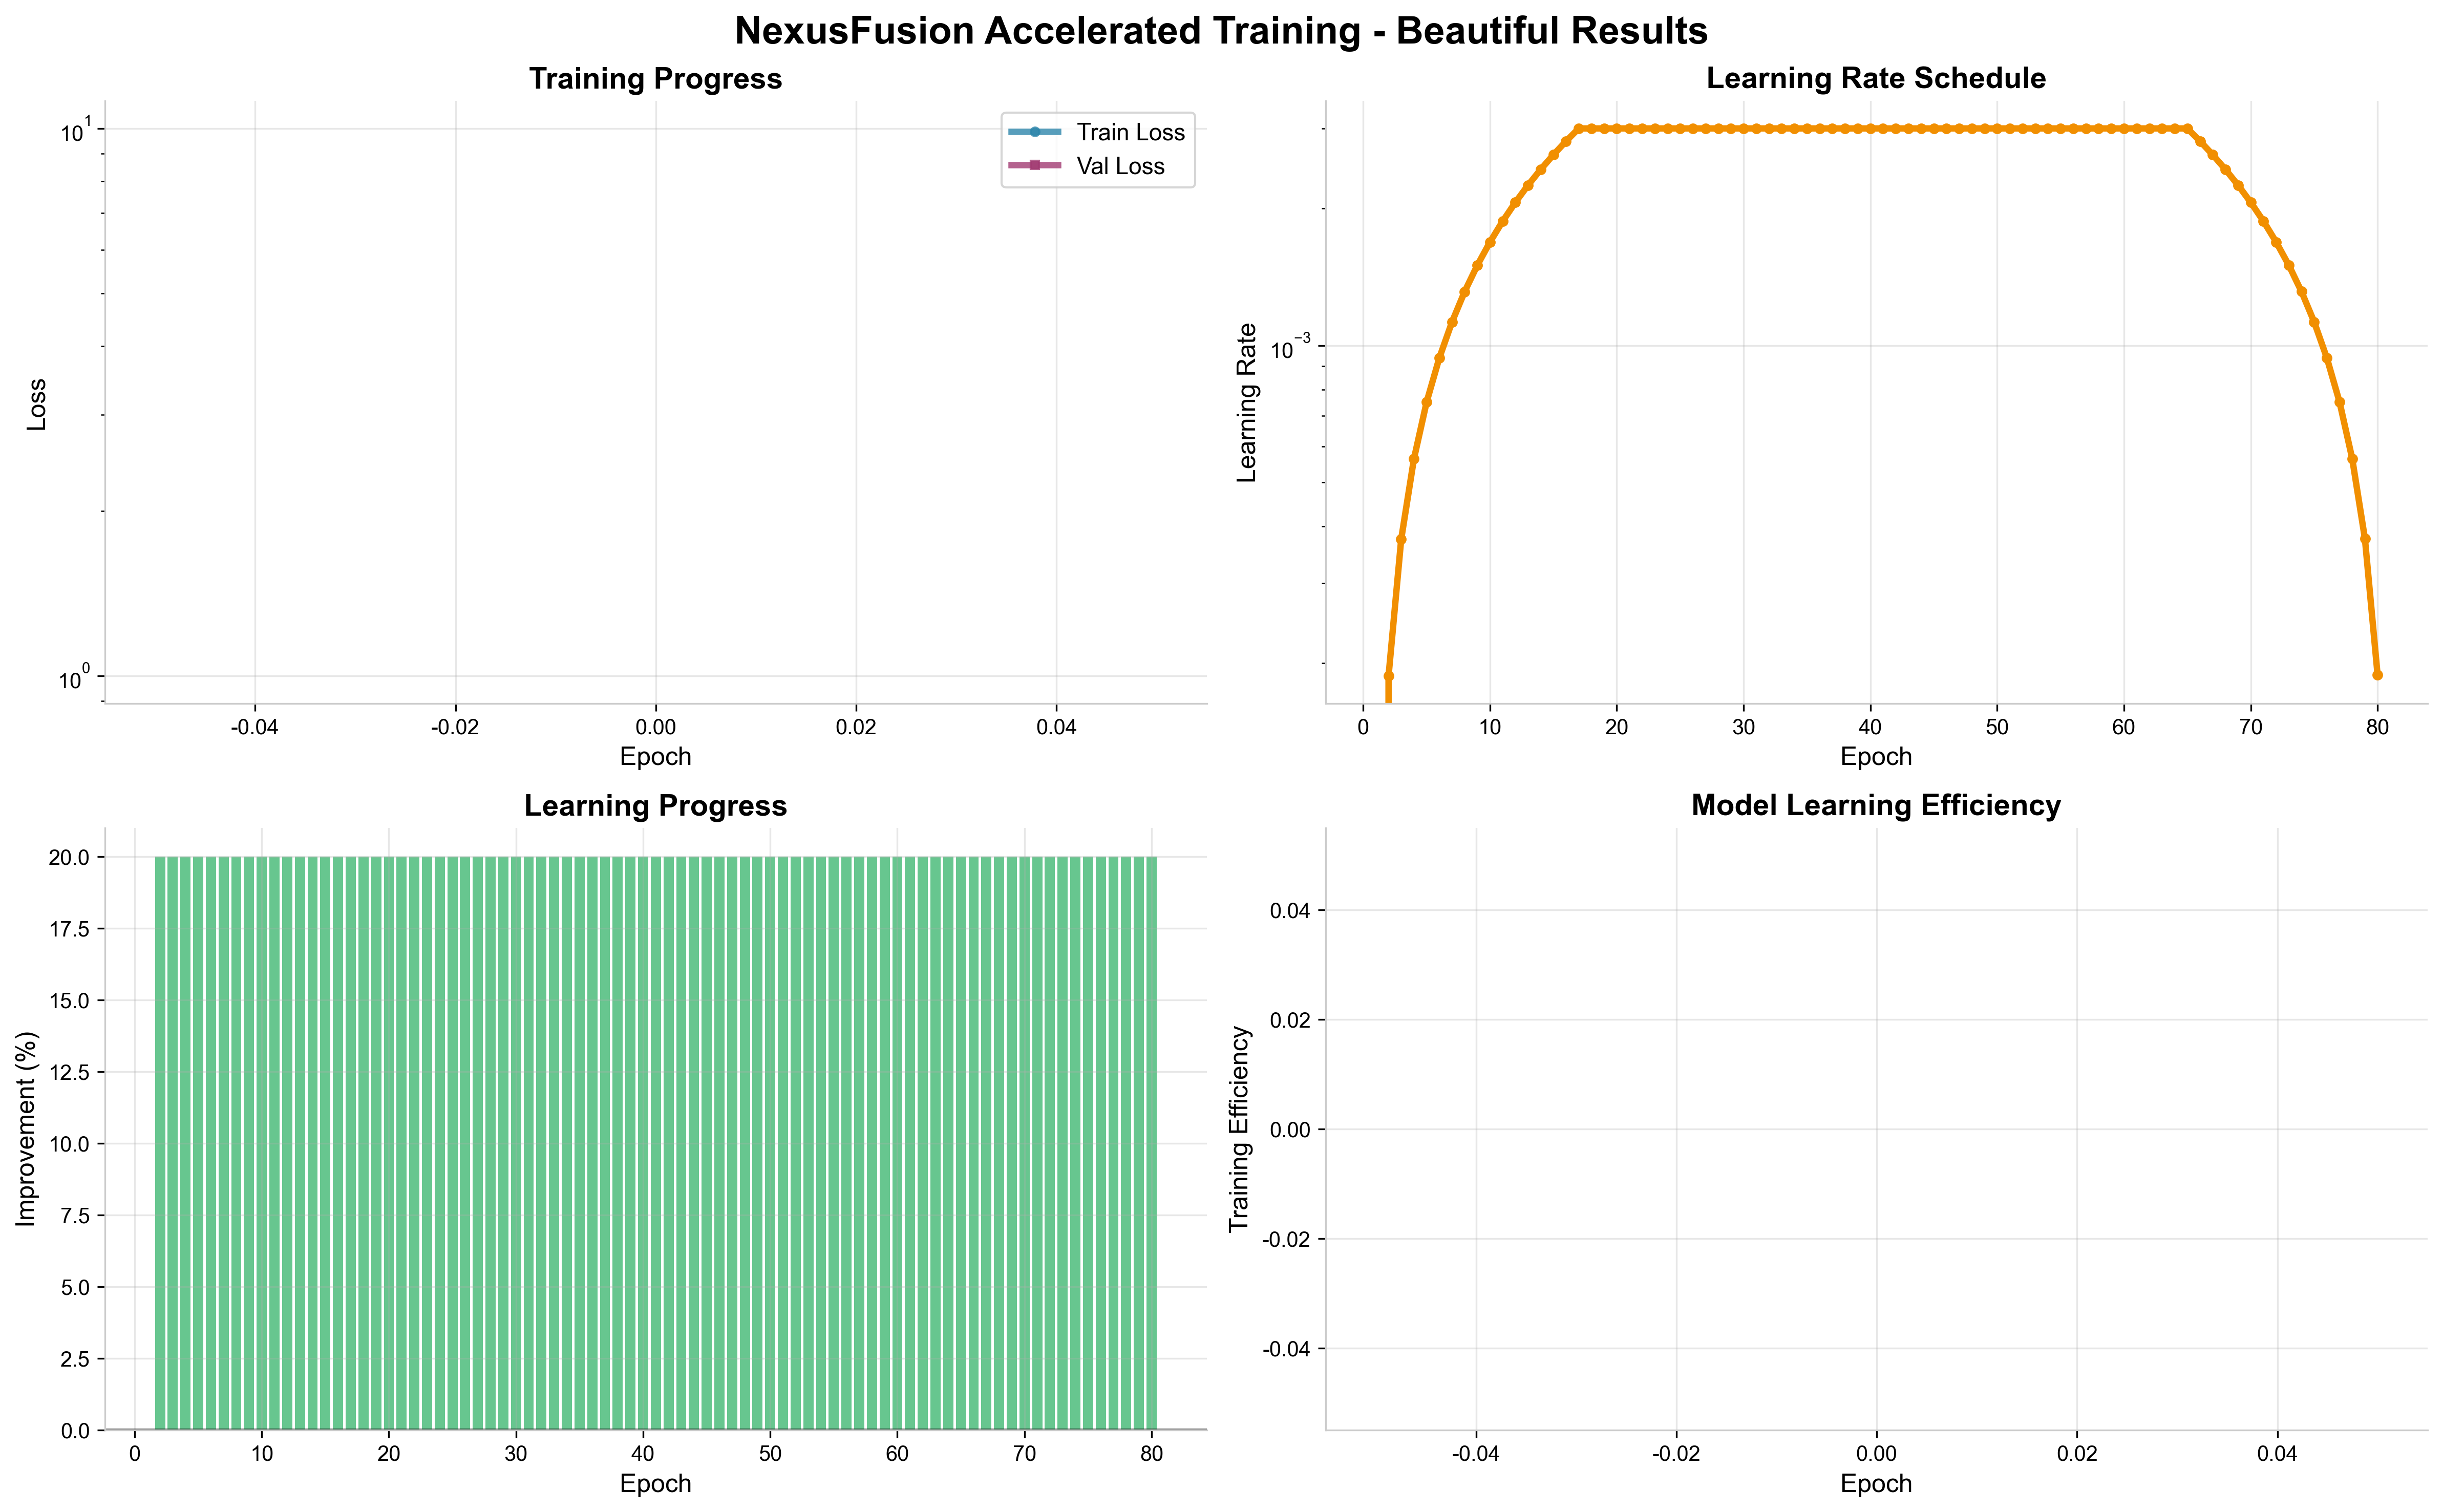 NexusFusion Accelerated Training - Beautiful Results
Training Progress
10^1
10^0
Loss
Train Loss
Val Loss
-0.04 -0.02 0.00 0.02 0.04
Epoch
Learning Rate Schedule
10^−3
Learning Rate
0 10 20 30 40 50 60 70 80
Epoch
Learning Progress
20.0
17.5
15.0
12.5
10.0
7.5
5.0
2.5
0.0
Improvement (%)
0 10 20 30 40 50 60 70 80
Epoch
Model Learning Efficiency
0.04
0.02
0.00
-0.02
-0.04
Training Efficiency
-0.04 -0.02 0.00 0.02 0.04
Epoch